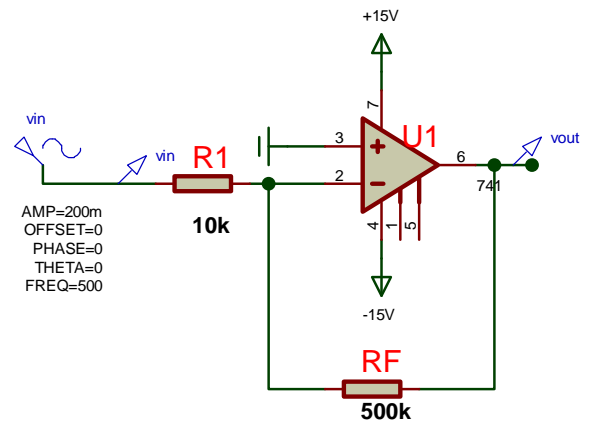 +15V
vin
vin
R1
10k
AMP=200m
OFFSET=0
PHASE=0
THETA=0
FREQ=500
7
3
2
+
-
U1
6
741
vout
4
1
5
-15V
RF
500k